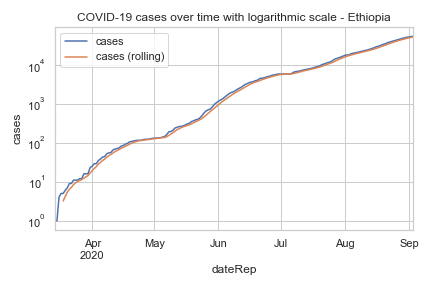 COVID-19 cases over time with logarithmic scale - Ethiopia
cases
cases (rolling)
10⁴
10³
10²
10¹
10⁰
cases
Apr
2020
May
Jun
Jul
Aug
Sep
dateRep